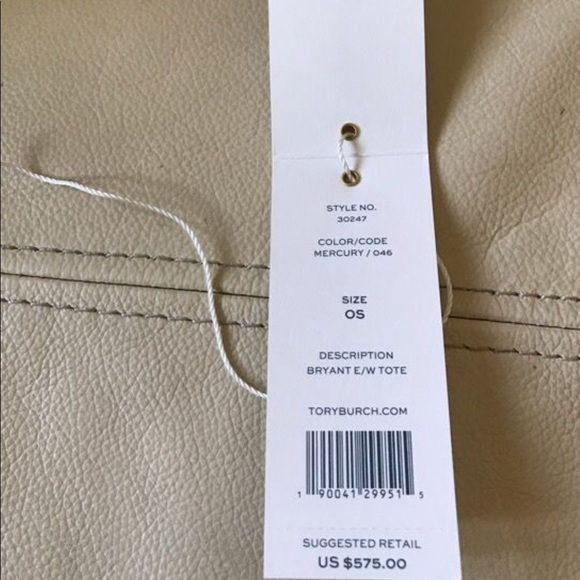 STYLE NO.
30247
COLOR/CODE
MERCURY / 046
SIZE
OS
DESCRIPTION
BRYANT E/W TOTE
TORYBURCH.COM
1 90041 29951 5
SUGGESTED RETAIL
US $575.00